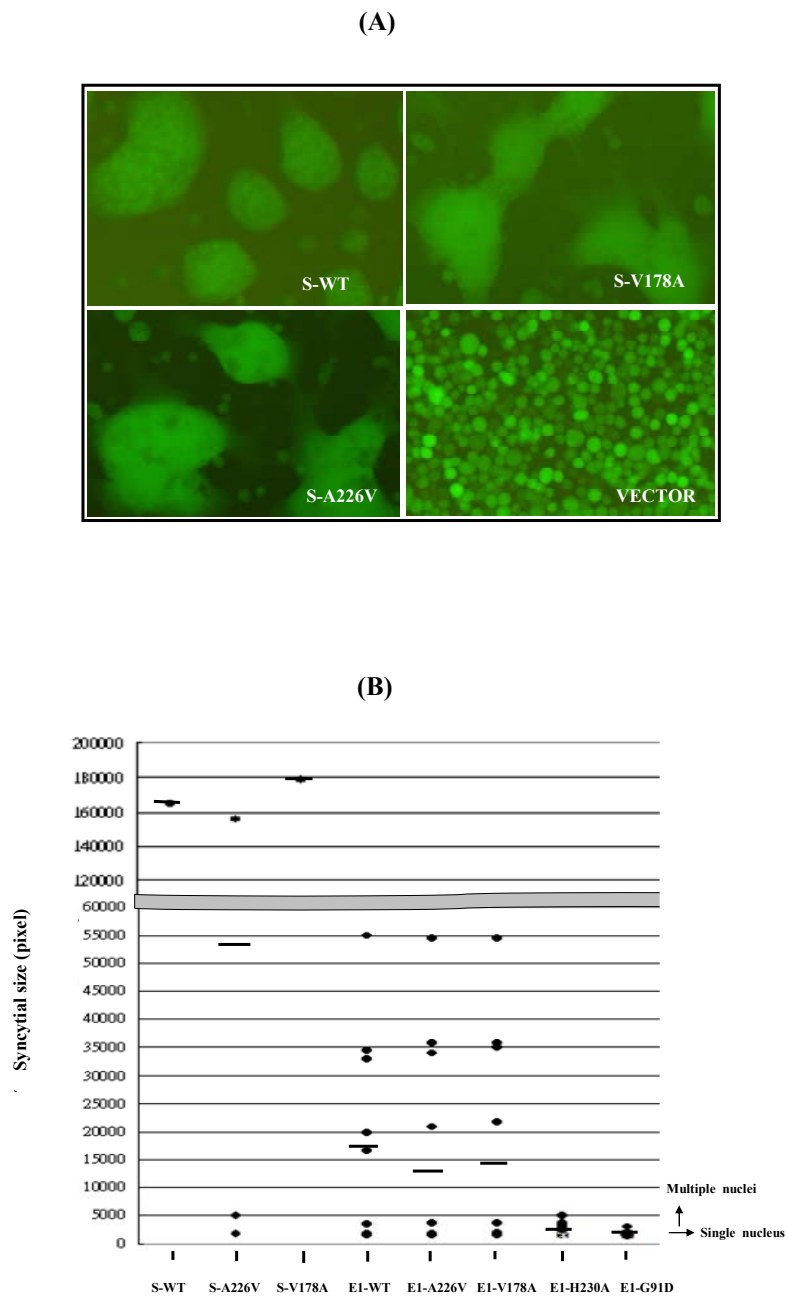 (A)
S-WT
S-V178A
S-A226V
VECTOR
(B)
Syncytial size (pixel)
200000
180000
160000
140000
120000
60000
55000
50000
45000
40000
35000
30000
25000
20000
15000
10000
5000
0
Multiple nuclei
Single nucleus
S-WT S-A226V S-V178A E1-WT E1-A226V E1-V178A E1-H230A E1-G91D